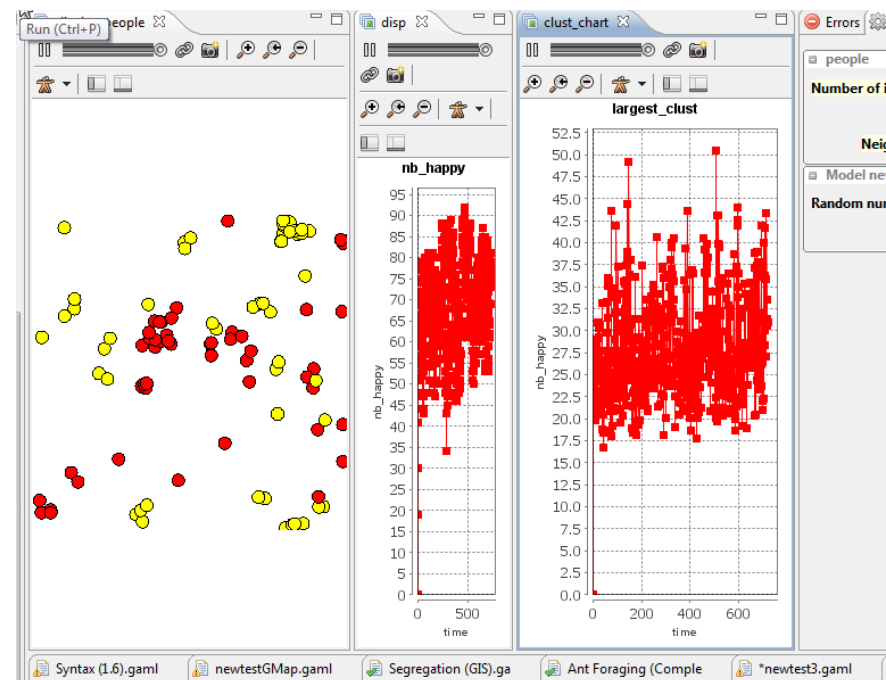 Run (Ctrl+P)
people
disp
clust_chart
Errors
people
Number of i
Neig
Model ne
Random nu
nb_happy
95
90
85
80
75
70
65
60
55
50
45
40
35
30
25
20
15
10
5
0
nb_happy
0 500
time
largest_clust
52.5
50.0
47.5
45.0
42.5
40.0
37.5
35.0
32.5
30.0
27.5
25.0
22.5
20.0
17.5
15.0
12.5
10.0
7.5
5.0
2.5
0.0
nb_happy
0 200 400 600
time
Syntax (1.6).gaml
newtestGMap.gaml
Segregation (GIS).ga
Ant Foraging (Comple
*newtest3.gaml